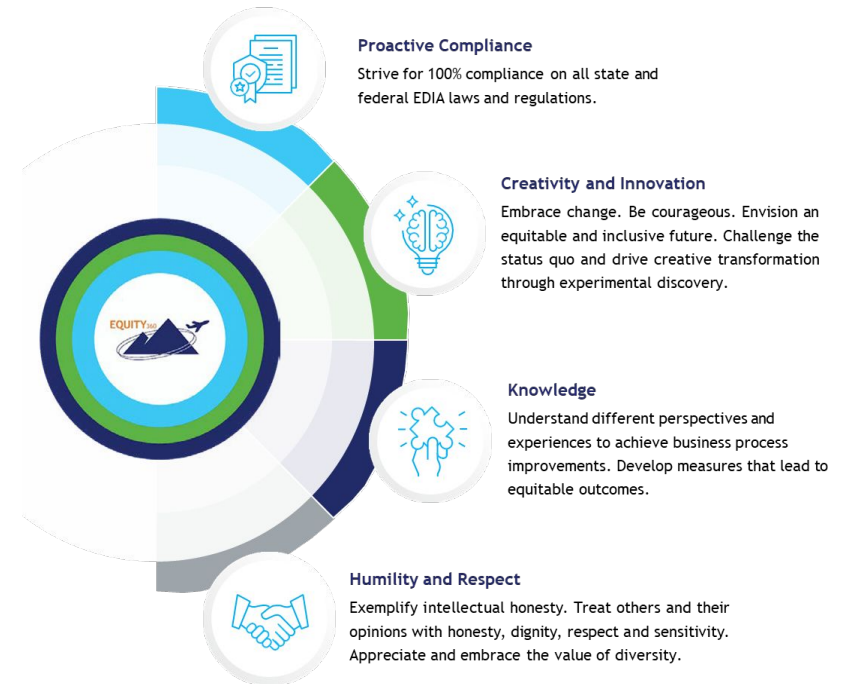 Proactive Compliance
Strive for 100% compliance on all state and
federal EDIA laws and regulations.
Creativity and Innovation
Embrace change. Be courageous. Envision an
equitable and inclusive future. Challenge the
status quo and drive creative transformation
through experimental discovery.
EQUITY360
Knowledge
Understand different perspectives and
experiences to achieve business process
improvements. Develop measures that lead to
equitable outcomes.
Humility and Respect
Exemplify intellectual honesty. Treat others and their
opinions with honesty, dignity, respect and sensitivity.
Appreciate and embrace the value of diversity.